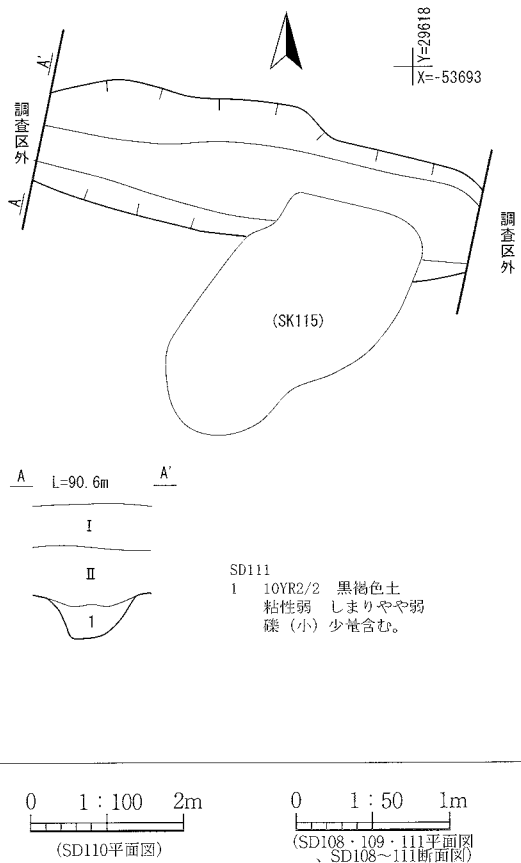 Y=29618
X=-53693
A'
調査区外
A
調査区外
(SK115)
A L=90.6m A'
I
II
1
SD111
1 10YR2/2 黒褐色土
粘性弱 しまりやや弱
礫（小）少量含む。
0 1:100 2m
(SD110平面図)
0 1:50 1m
(SD108・109・111平面図
、SD108～111断面図)